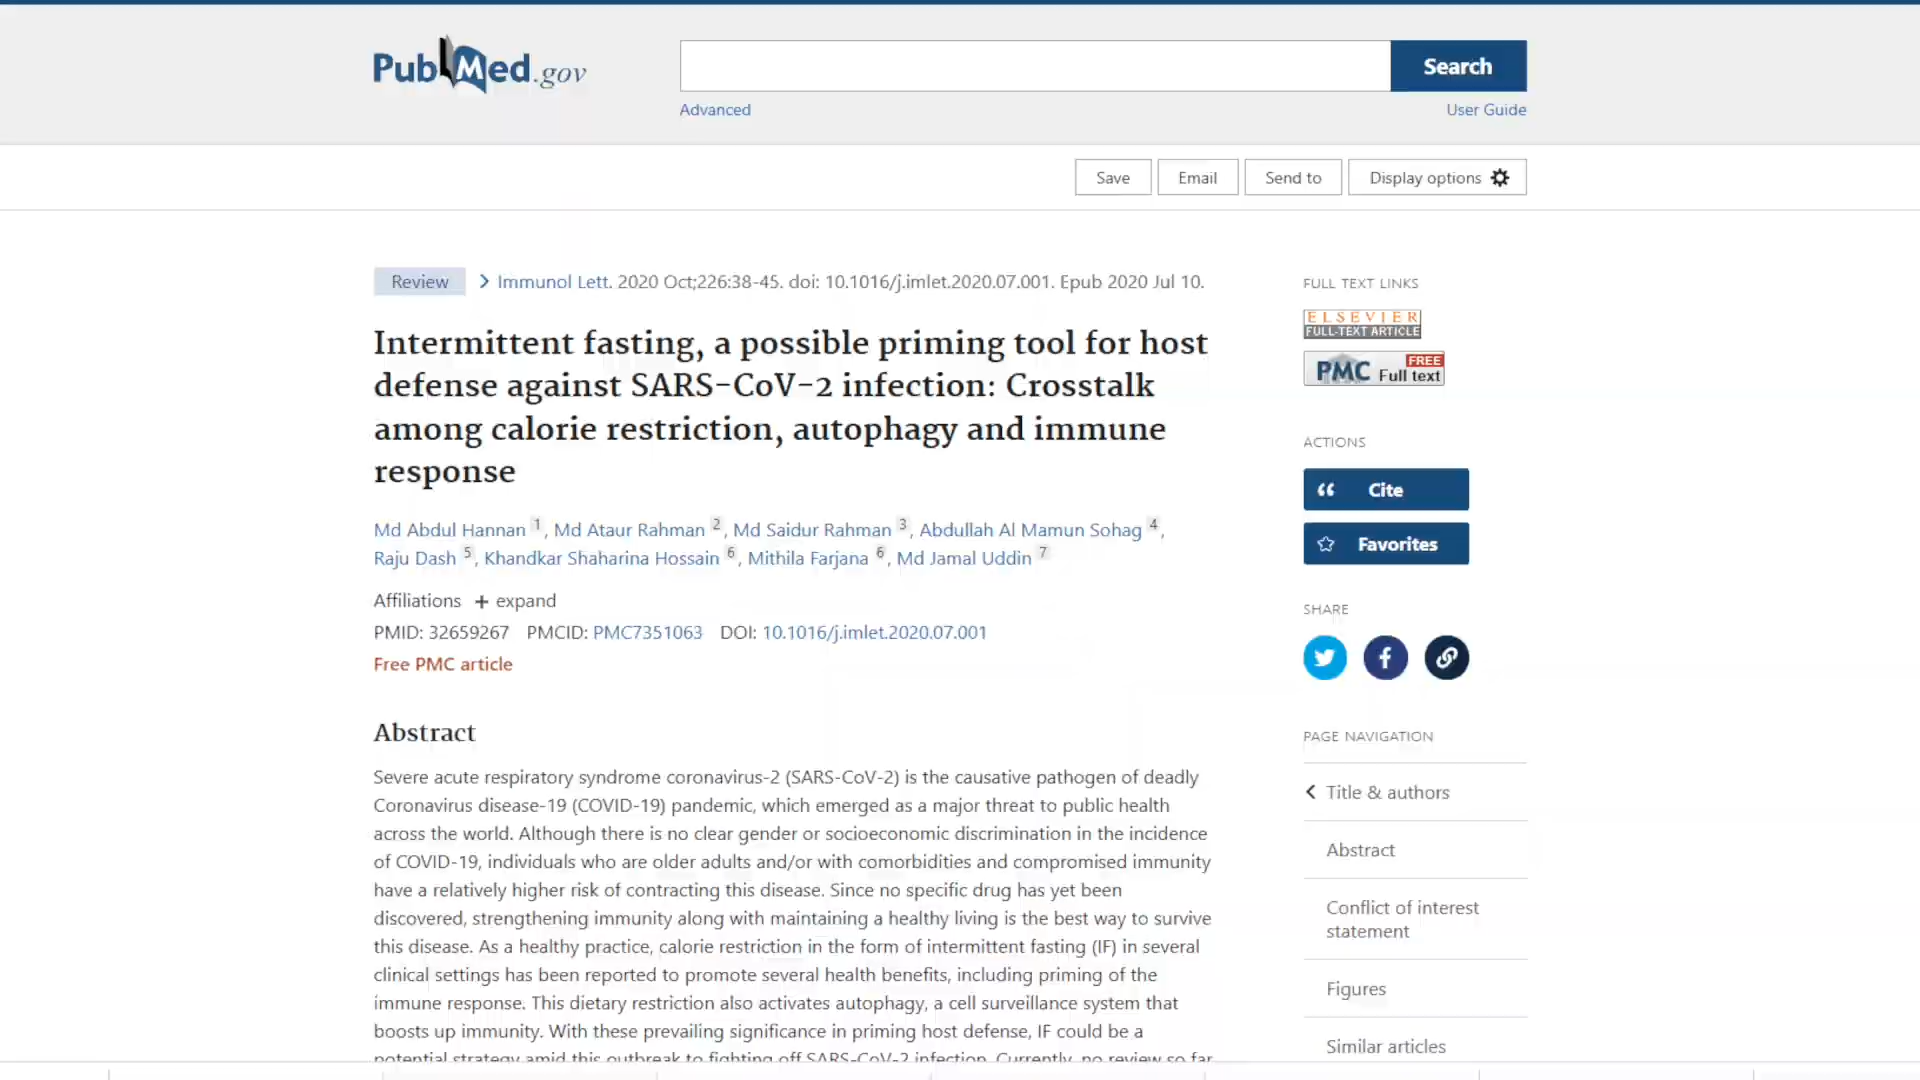 PubMed.gov
Search
Advanced
User Guide
Save
Email
Send to
Display options
Review
Immunol Lett. 2020 Oct;226:38-45. doi: 10.1016/j.imlet.2020.07.001. Epub 2020 Jul 10.
Intermittent fasting, a possible priming tool for host
defense against SARS-CoV-2 infection: Crosstalk
among calorie restriction, autophagy and immune
response
Md Abdul Hannan 1, Md Ataur Rahman 2, Md Saidur Rahman 3, Abdullah Al Mamun Sohag 4,
Raju Dash 5, Khandkar Shaharina Hossain 6, Mithila Farjana 6, Md Jamal Uddin 7
Affiliations + expand
PMID: 32659267 PMCID: PMC7351063 DOI: 10.1016/j.imlet.2020.07.001
Free PMC article
Abstract
Severe acute respiratory syndrome coronavirus-2 (SARS-CoV-2) is the causative pathogen of deadly
Coronavirus disease-19 (COVID-19) pandemic, which emerged as a major threat to public health
across the world. Although there is no clear gender or socioeconomic discrimination in the incidence
of COVID-19, individuals who are older adults and/or with comorbidities and compromised immunity
have a relatively higher risk of contracting this disease. Since no specific drug has yet been
discovered, strengthening immunity along with maintaining a healthy living is the best way to survive
this disease. As a healthy practice, calorie restriction in the form of intermittent fasting (IF) in several
clinical settings has been reported to promote several health benefits, including priming of the
immune response. This dietary restriction also activates autophagy, a cell surveillance system that
boosts up immunity. With these prevailing significance in priming host defense, IF could be a
potential strategy amid this outbreak to fighting off SARS-CoV-2 infection. Currently, no review so far
FULL TEXT LINKS
ELSEVIER
FULL-TEXT ARTICLE
PMC FREE Full text
ACTIONS
Cite
Favorites
SHARE
PAGE NAVIGATION
Title & authors
Abstract
Conflict of interest
statement
Figures
Similar articles